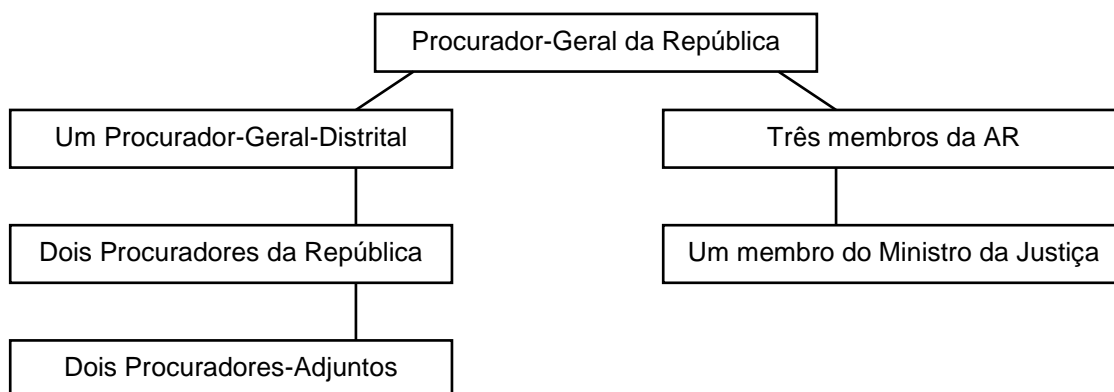 Procurador-Geral da República
Um Procurador-Geral-Distrital
Três membros da AR
Dois Procuradores da República
Um membro do Ministro da Justiça
Dois Procuradores-Adjuntos